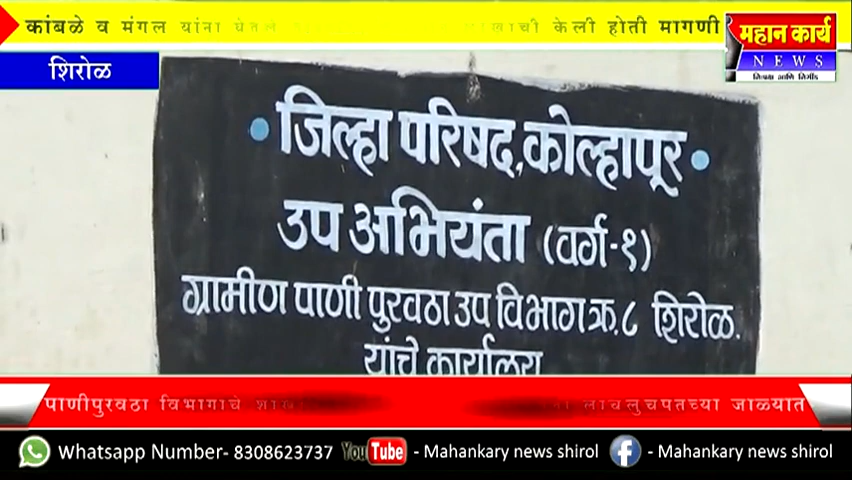 कांबळे व मंगल यांना घेतले केली होती मागणी
महान कार्य
NEWS
शिरोळ
जिल्हा परिषद, कोल्हापूर
उप अभियंता (वर्ग-१)
ग्रामीण पाणी पुरवठा उप विभाग क्र. ८ शिरोळ.
यांचे कार्यालय
पाणीपुरवठा विभागाचे लाचलुचपतच्या जाळ्यात
Whatsapp Number- 8308623737 YouTube - Mahankary news shirol f - Mahankary news shirol